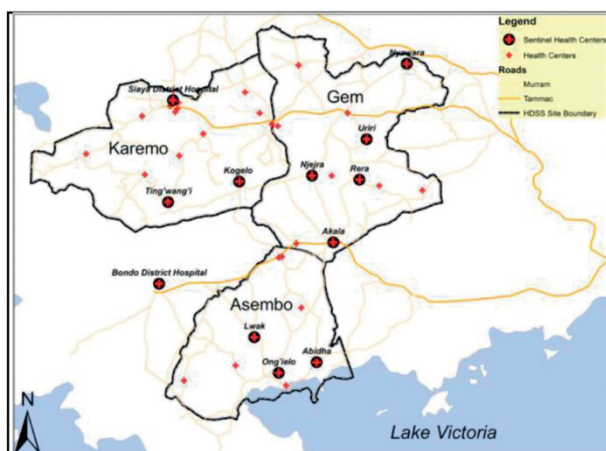 Legend
Sentinel Health Centers
Health Centers
Roads
Murram
Tammac
HDSS Site Boundary
Nyawara
Siaya District Hospital
Gem
Uriri
Karemo
Njejra
Rera
Kogelo
Ting'wang'i
Akala
Bondo District Hospital
Asembo
Lwak
Abidha
Ong'ielo
N
Lake Victoria